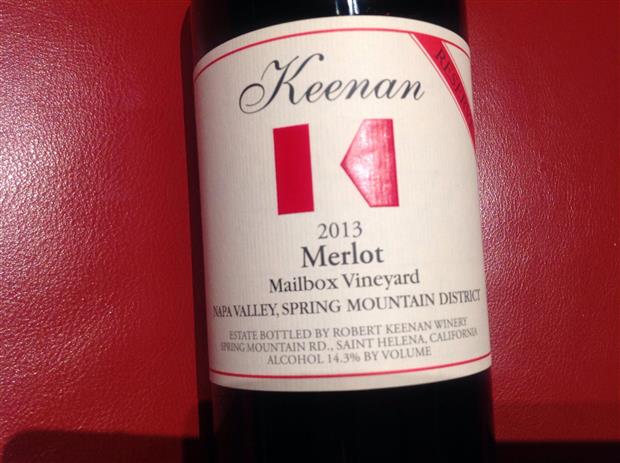 Keenan
RESERVE
2013
Merlot
Mailbox Vineyard
NAPA VALLEY, SPRING MOUNTAIN DISTRICT
ESTATE BOTTLED BY ROBERT KEENAN WINERY
SPRING MOUNTAIN RD., SAINT HELENA, CALIFORNIA
ALCOHOL 14.3% BY VOLUME